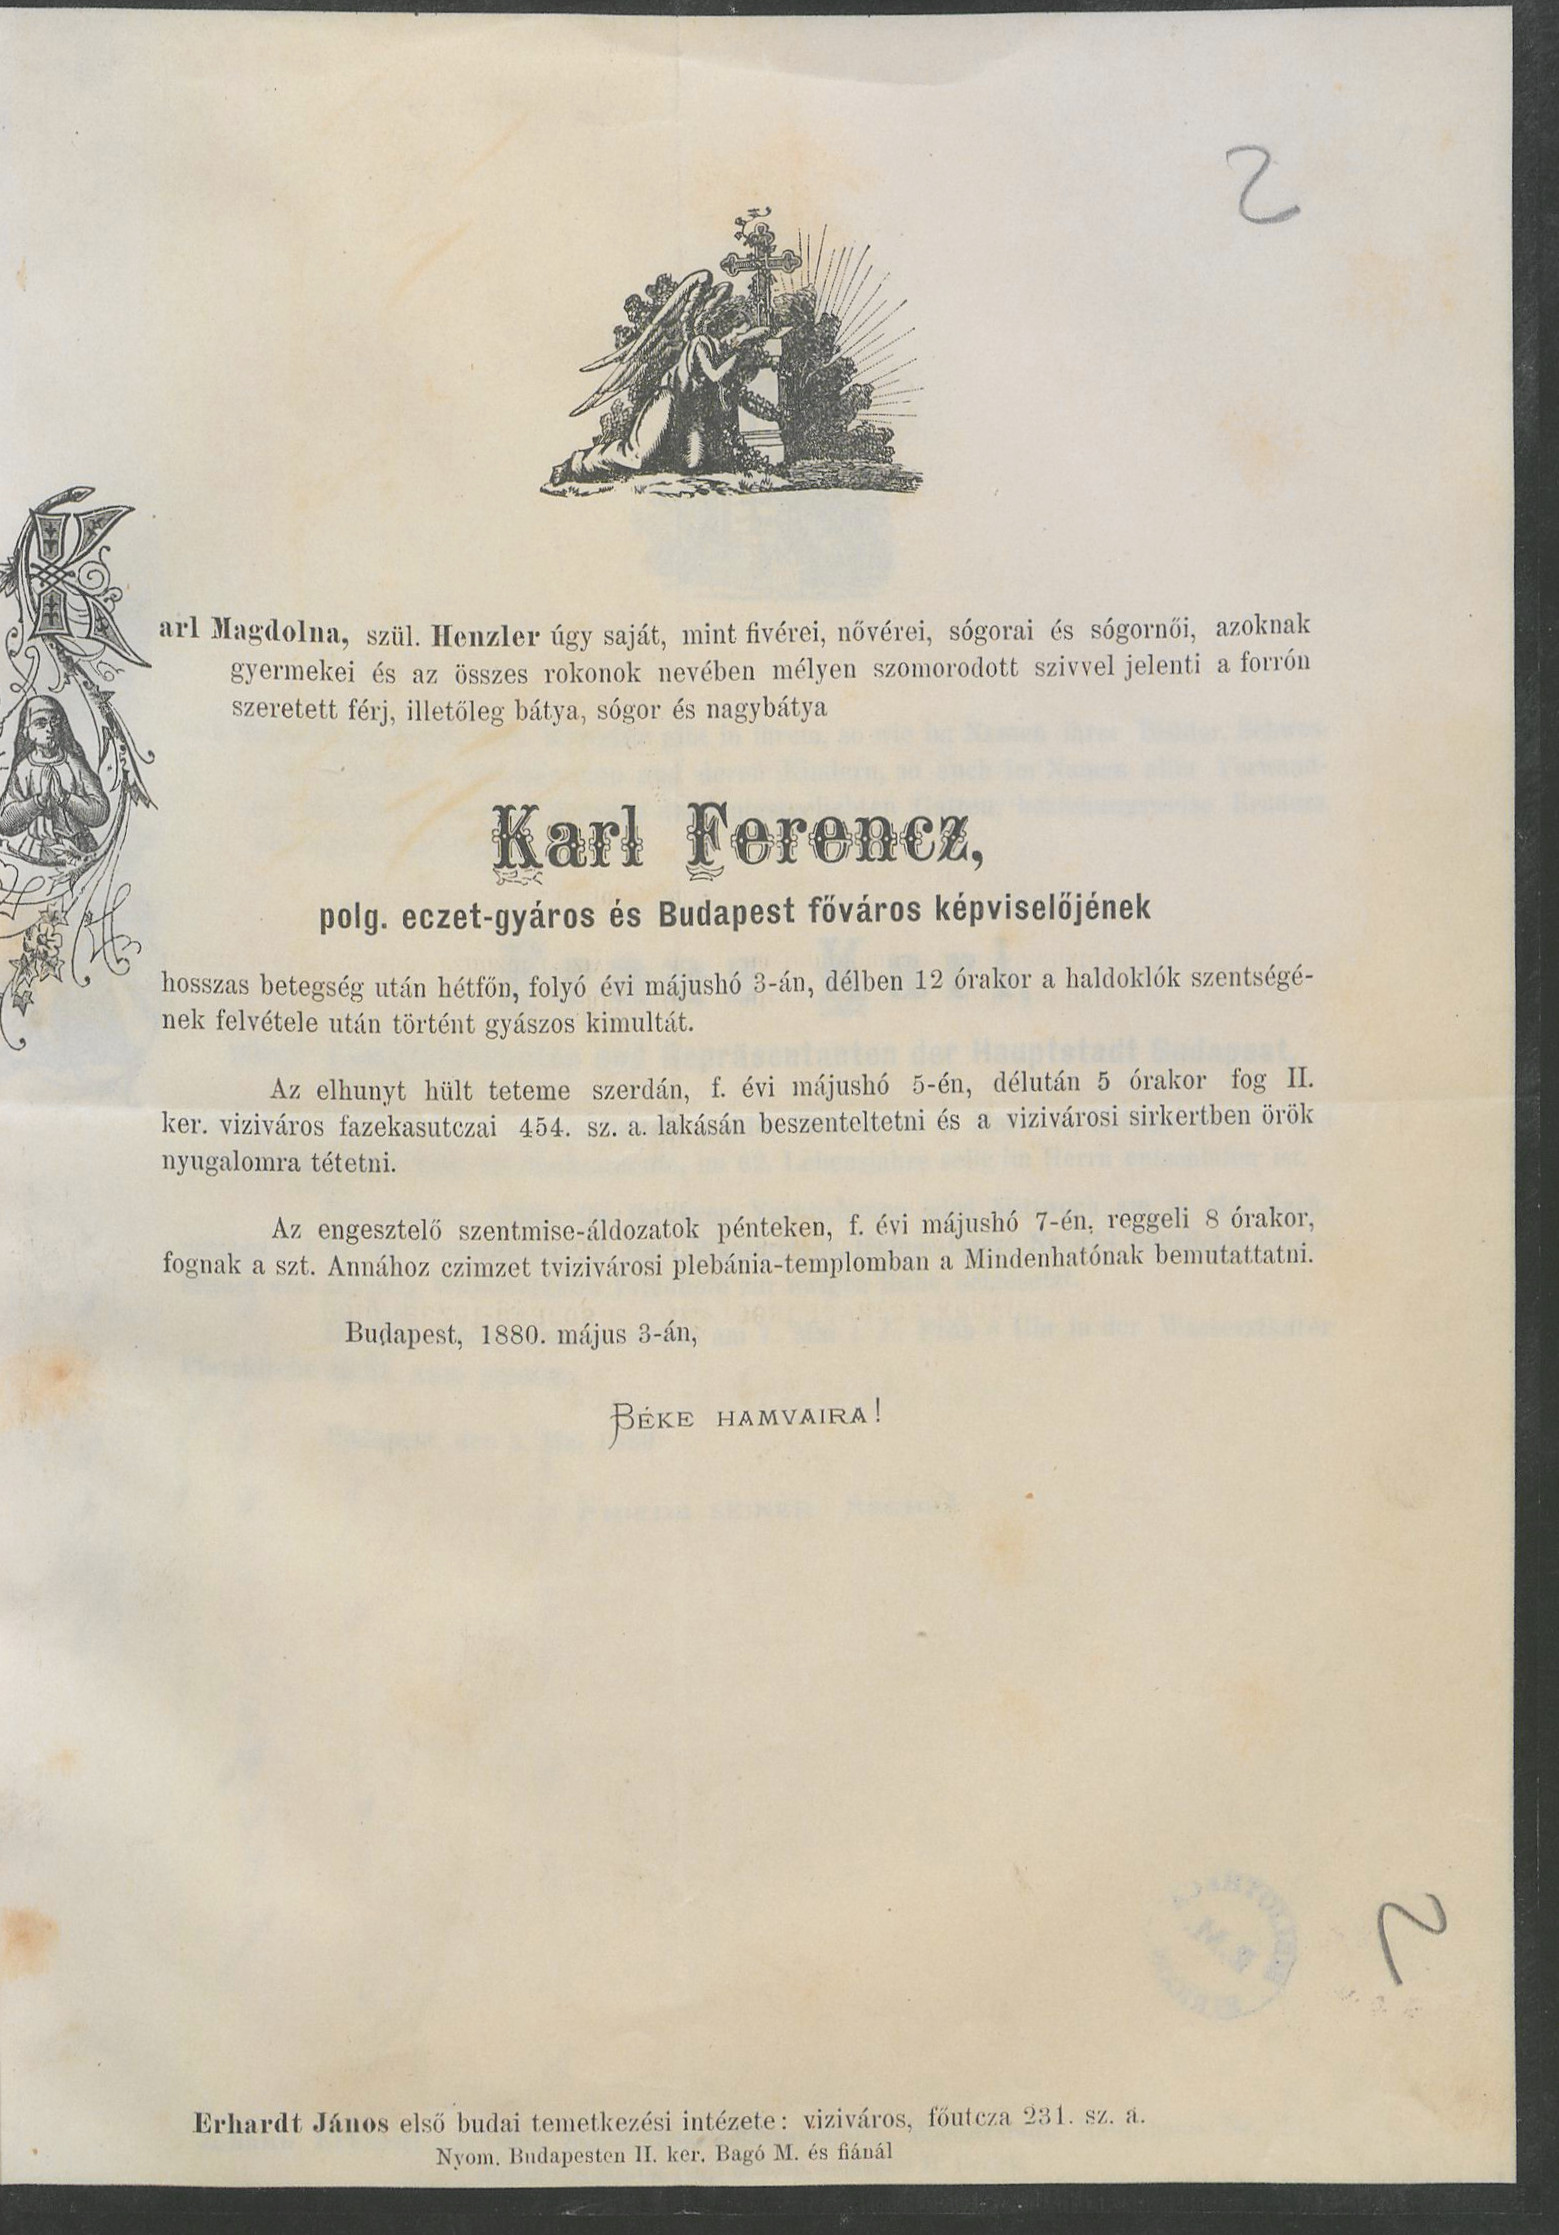 2
Karl Magdolna, szül. Henzler úgy saját, mint fivérei, nővérei, sógorai és sógornői, azoknak
gyermekei és az összes rokonok nevében mélyen szomorodott szivvel jelenti a forrón
szeretett férj, illetőleg bátya, sógor és nagybátya
Karl Ferencz,
polg. eczet-gyáros és Budapest főváros képviselőjének
hosszas betegség után hétfőn, folyó évi májushó 3-án, délben 12 órakor a haldoklók szentségé-
nek felvétele után történt gyászos kimultát.
Az elhunyt hült teteme szerdán, f. évi májushó 5-én, délután 5 órakor fog II.
ker. viziváros fazekasutczai 454. sz. a. lakásán beszenteltetni és a vizivárosi sirkertben örök
nyugalomra tétetni.
Az engesztelő szentmise-áldozatok pénteken, f. évi májushó 7-én, reggeli 8 órakor,
fognak a szt. Annához czimzet tvizivárosi plebánia-templomban a Mindenhatónak bemutattatni.
Budapest, 1880. május 3-án,
BÉKE HAMVAIRA!
2
Erhardt János első budai temetkezési intézete: viziváros, főutcza 231. sz. a.
Nyom. Budapesten II. ker. Bagó M. és fiánál